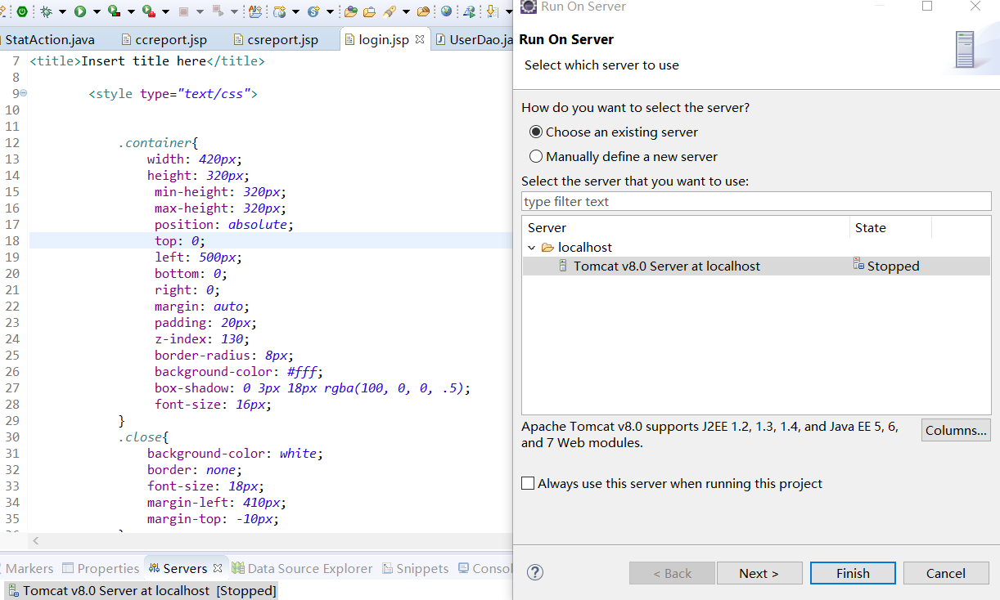 StatAction.java
ccreport.jsp
csreport.jsp
login.jsp
UserDao.ja
7 <title>Insert title here</title>
8
9 <style type="text/css">
10
11
12 .container{
13 width: 420px;
14 height: 320px;
15 min-height: 320px;
16 max-height: 320px;
17 position: absolute;
18 top: 0;
19 left: 500px;
20 bottom: 0;
21 right: 0;
22 margin: auto;
23 padding: 20px;
24 z-index: 130;
25 border-radius: 8px;
26 background-color: #fff;
27 box-shadow: 0 3px 18px rgba(100, 0, 0, .5);
28 font-size: 16px;
29 }
30 .close{
31 background-color: white;
32 border: none;
33 font-size: 18px;
34 margin-left: 410px;
35 margin-top: -10px;
Markers
Properties
Servers
Data Source Explorer
Snippets
Consol
Tomcat v8.0 Server at localhost [Stopped]
Run On Server
Run On Server
Select which server to use
How do you want to select the server?
Choose an existing server
Manually define a new server
Select the server that you want to use:
type filter text
Server State
localhost
Tomcat v8.0 Server at localhost Stopped
Apache Tomcat v8.0 supports J2EE 1.2, 1.3, 1.4, and Java EE 5, 6,
and 7 Web modules.
Columns...
Always use this server when running this project
?
< Back
Next >
Finish
Cancel